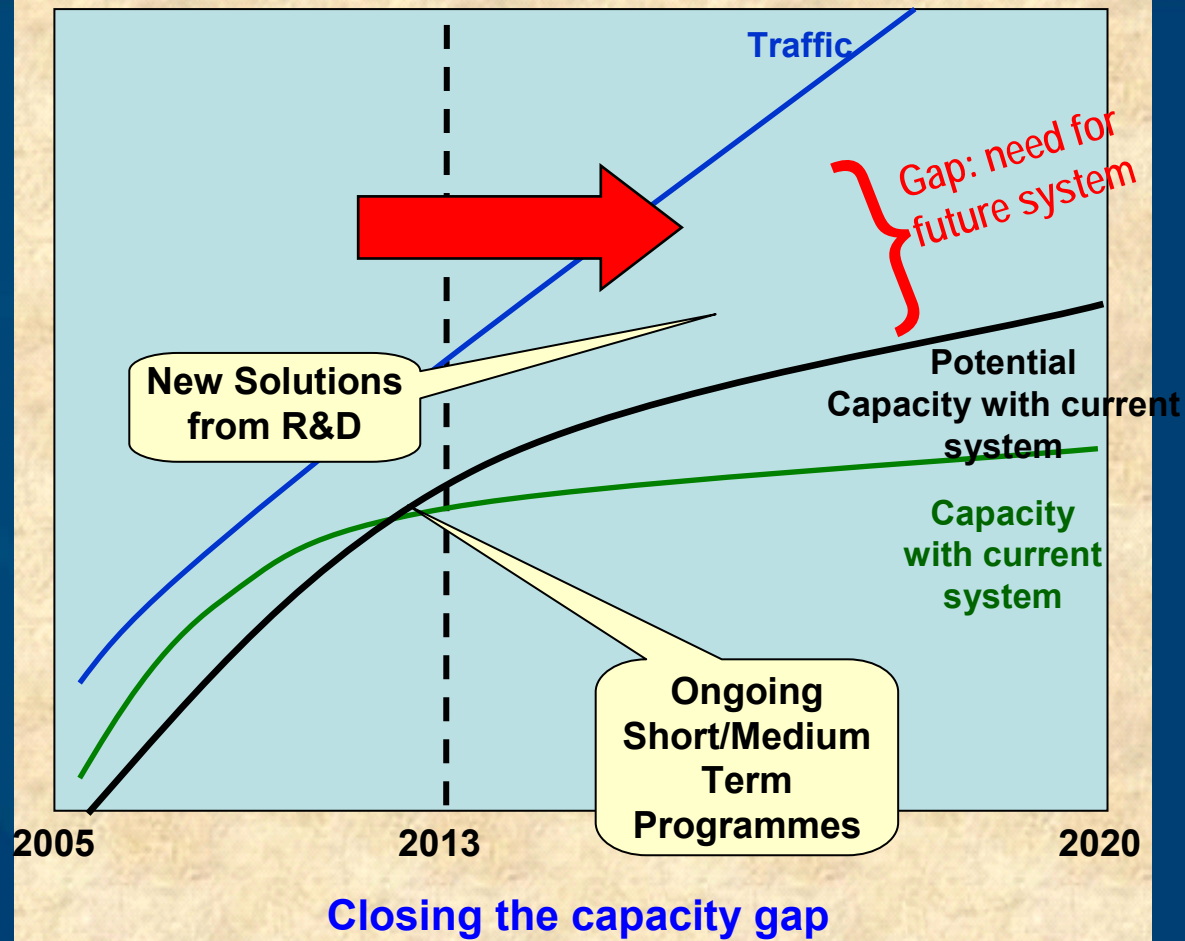 Traffic
Gap: need for
future system
New Solutions
from R&D
Potential
Capacity with current
system
Capacity
with current
system
Ongoing
Short/Medium
Term
Programmes
2005
2013
2020
Closing the capacity gap